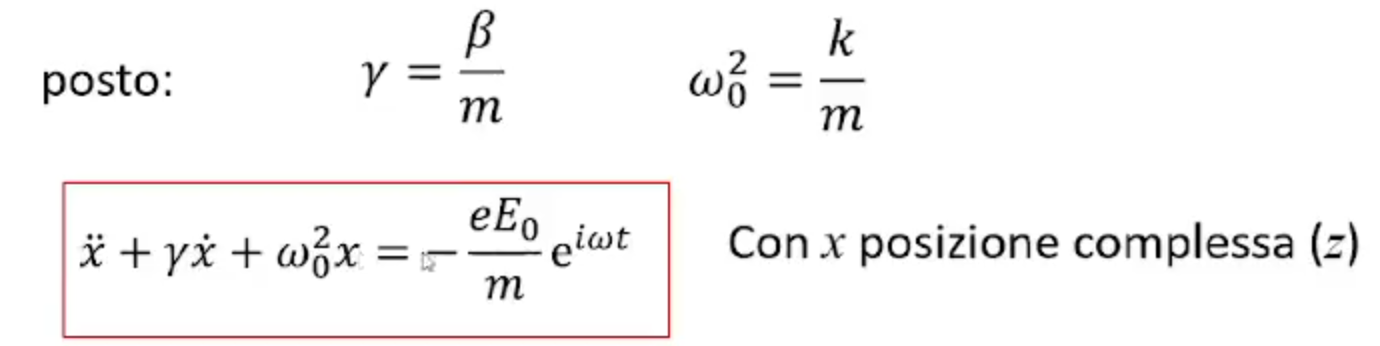 posto: γ = β/m ω₀² = k/m
ẍ + γẋ + ω₀²x = − eE₀/m e^{iωt} Con x posizione complessa (z)